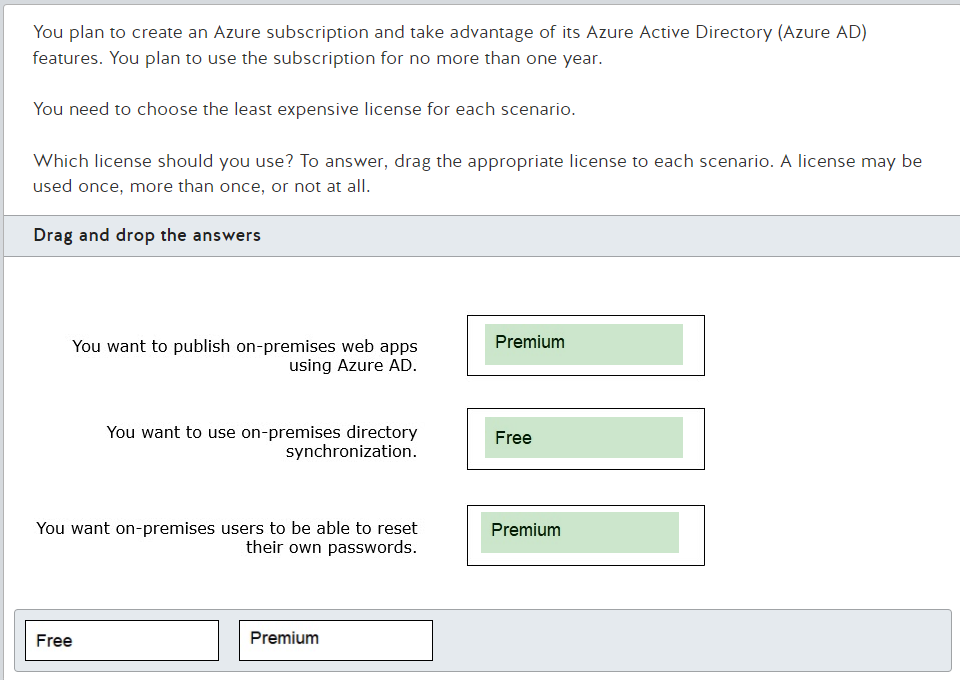 You plan to create an Azure subscription and take advantage of its Azure Active Directory (Azure AD)
features. You plan to use the subscription for no more than one year.
You need to choose the least expensive license for each scenario.
Which license should you use? To answer, drag the appropriate license to each scenario. A license may be
used once, more than once, or not at all.
Drag and drop the answers
You want to publish on-premises web apps
using Azure AD.
Premium
You want to use on-premises directory
synchronization.
Free
You want on-premises users to be able to reset
their own passwords.
Premium
Free
Premium